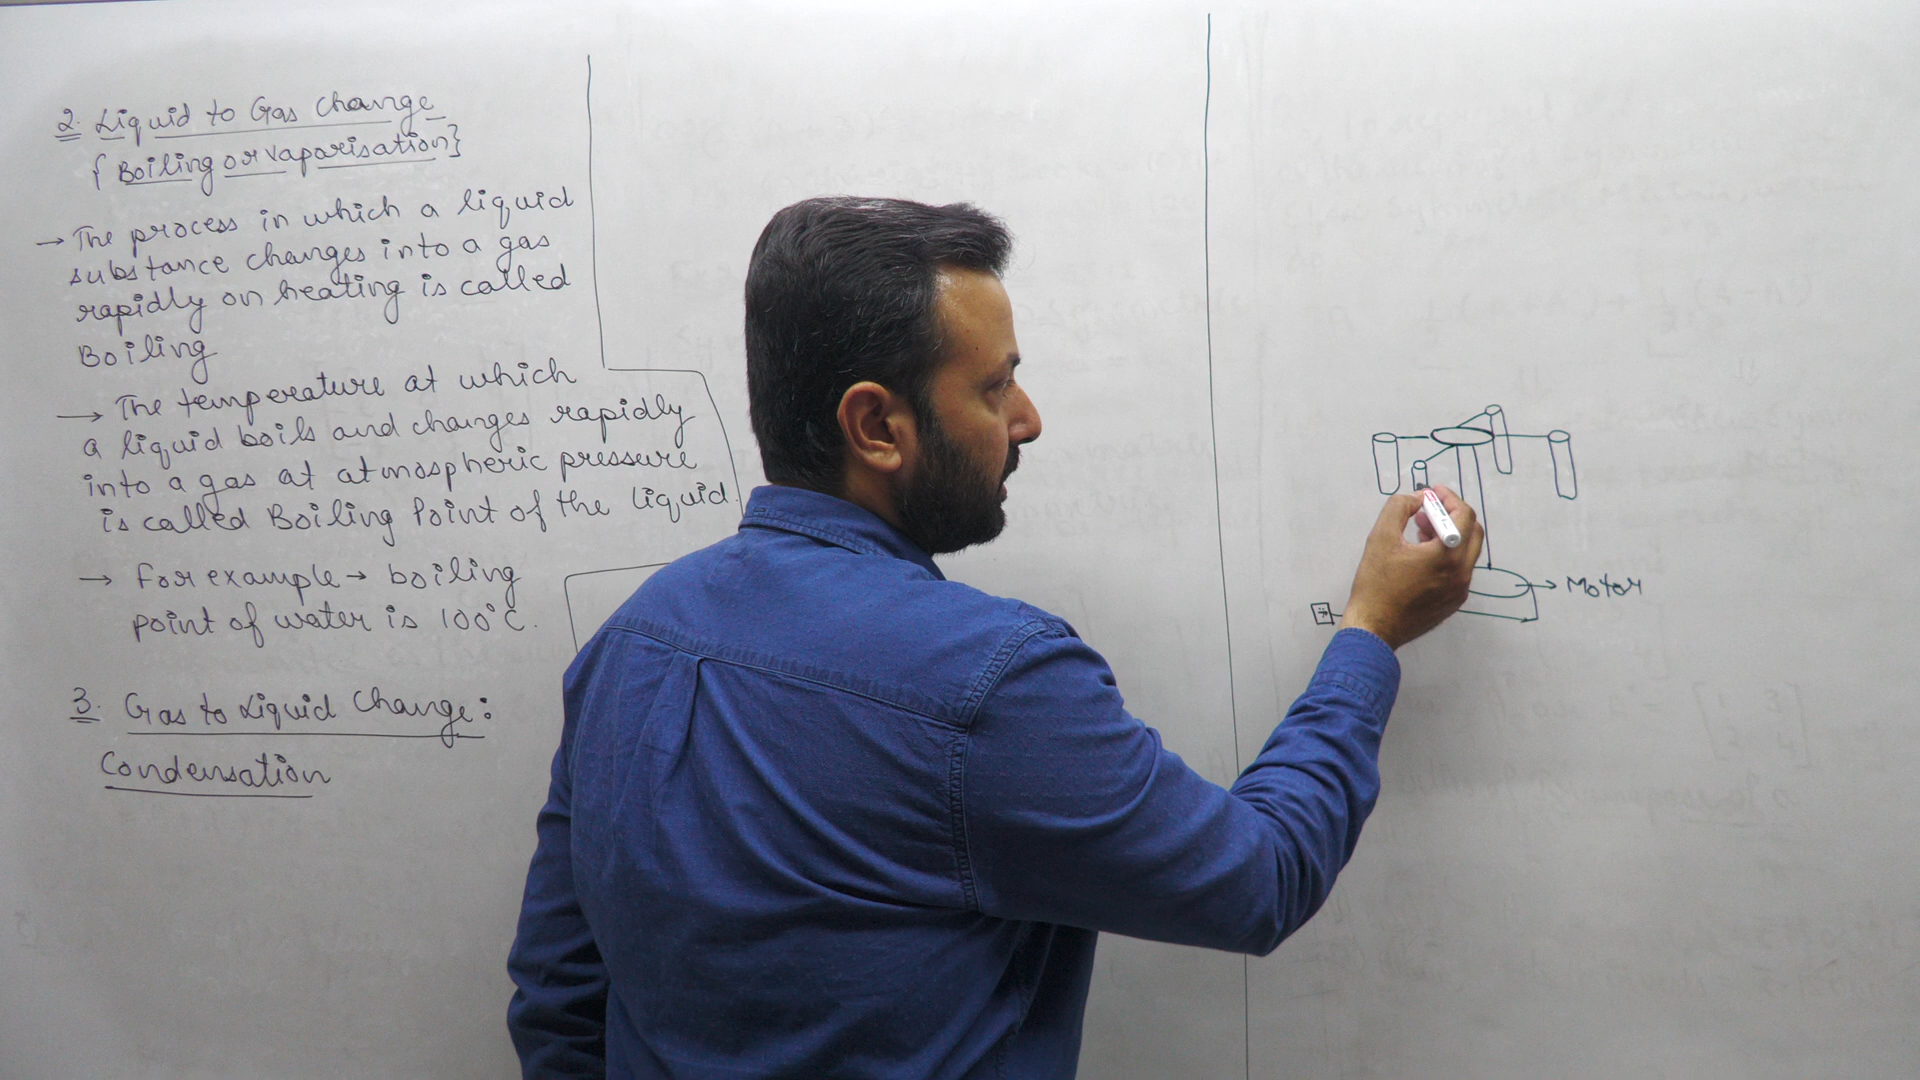 2. Liquid to Gas Change
{Boiling or vaporisation}
→ The process in which a liquid
substance changes into a gas
rapidly on heating is called
Boiling
→ The temperature at which
a liquid boils and changes rapidly
into a gas at atmospheric pressure
is called Boiling Point of the liquid.
→ For example → boiling
point of water is 100°C.
3. Gas to Liquid Change:
Condensation
→ Motor